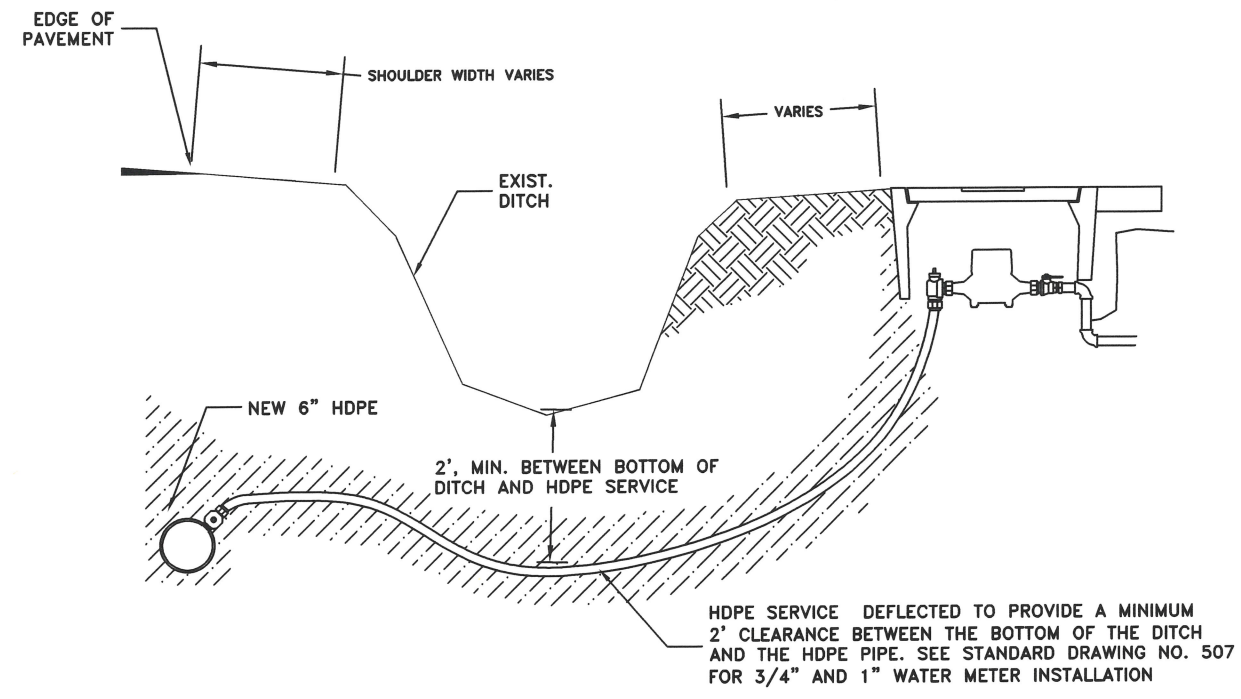 EDGE OF
PAVEMENT
SHOULDER WIDTH VARIES
VARIES
EXIST.
DITCH
NEW 6" HDPE
2', MIN. BETWEEN BOTTOM OF
DITCH AND HDPE SERVICE
HDPE SERVICE DEFLECTED TO PROVIDE A MINIMUM
2' CLEARANCE BETWEEN THE BOTTOM OF THE DITCH
AND THE HDPE PIPE. SEE STANDARD DRAWING NO. 507
FOR 3/4" AND 1" WATER METER INSTALLATION